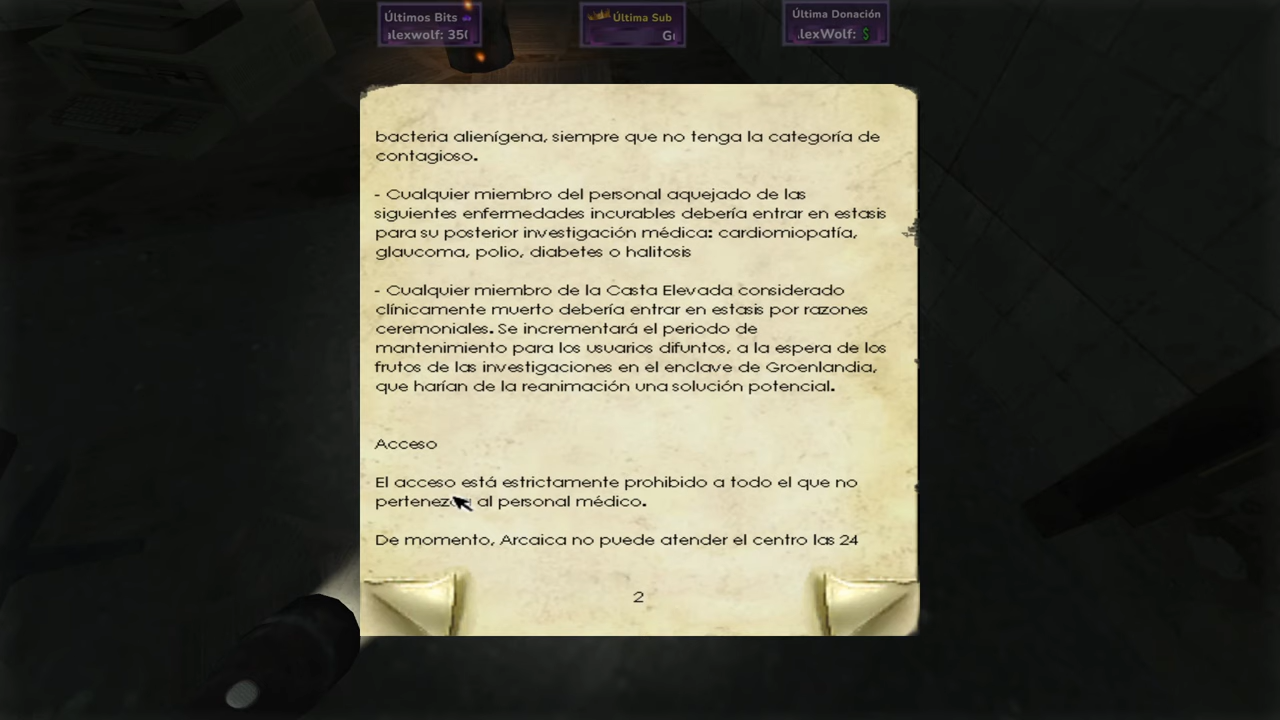 Últimos Bits
lexwolf: 350
Última Sub
G
Última Donación
lexWolf: $
bacteria alienígena, siempre que no tenga la categoría de
contagioso.
- Cualquier miembro del personal aquejado de las
siguientes enfermedades incurables debería entrar en estasis
para su posterior investigación médica: cardiomiopatía,
glaucoma, polio, diabetes o halitosis
- Cualquier miembro de la Casta Elevada considerado
clínicamente muerto debería entrar en estasis por razones
ceremoniales. Se incrementará el periodo de
mantenimiento para los usuarios difuntos, a la espera de los
frutos de las investigaciones en el enclave de Groenlandia,
que harían de la reanimación una solución potencial.
Acceso
El acceso está estrictamente prohibido a todo el que no
pertenezca al personal médico.
De momento, Arcaica no puede atender el centro las 24
2